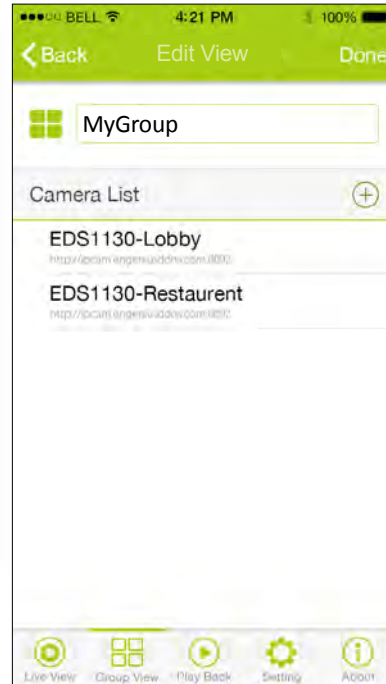 BELL 4:21 PM 100%
Back Edit View Done
MyGroup
Camera List
EDS1130-Lobby
EDS1130-Restaurent
Live View Group View Play Back Setting About